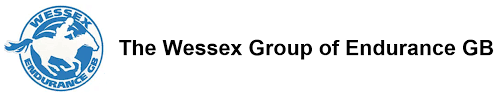 WESSEX
ENDURANCE GB
The Wessex Group of Endurance GB